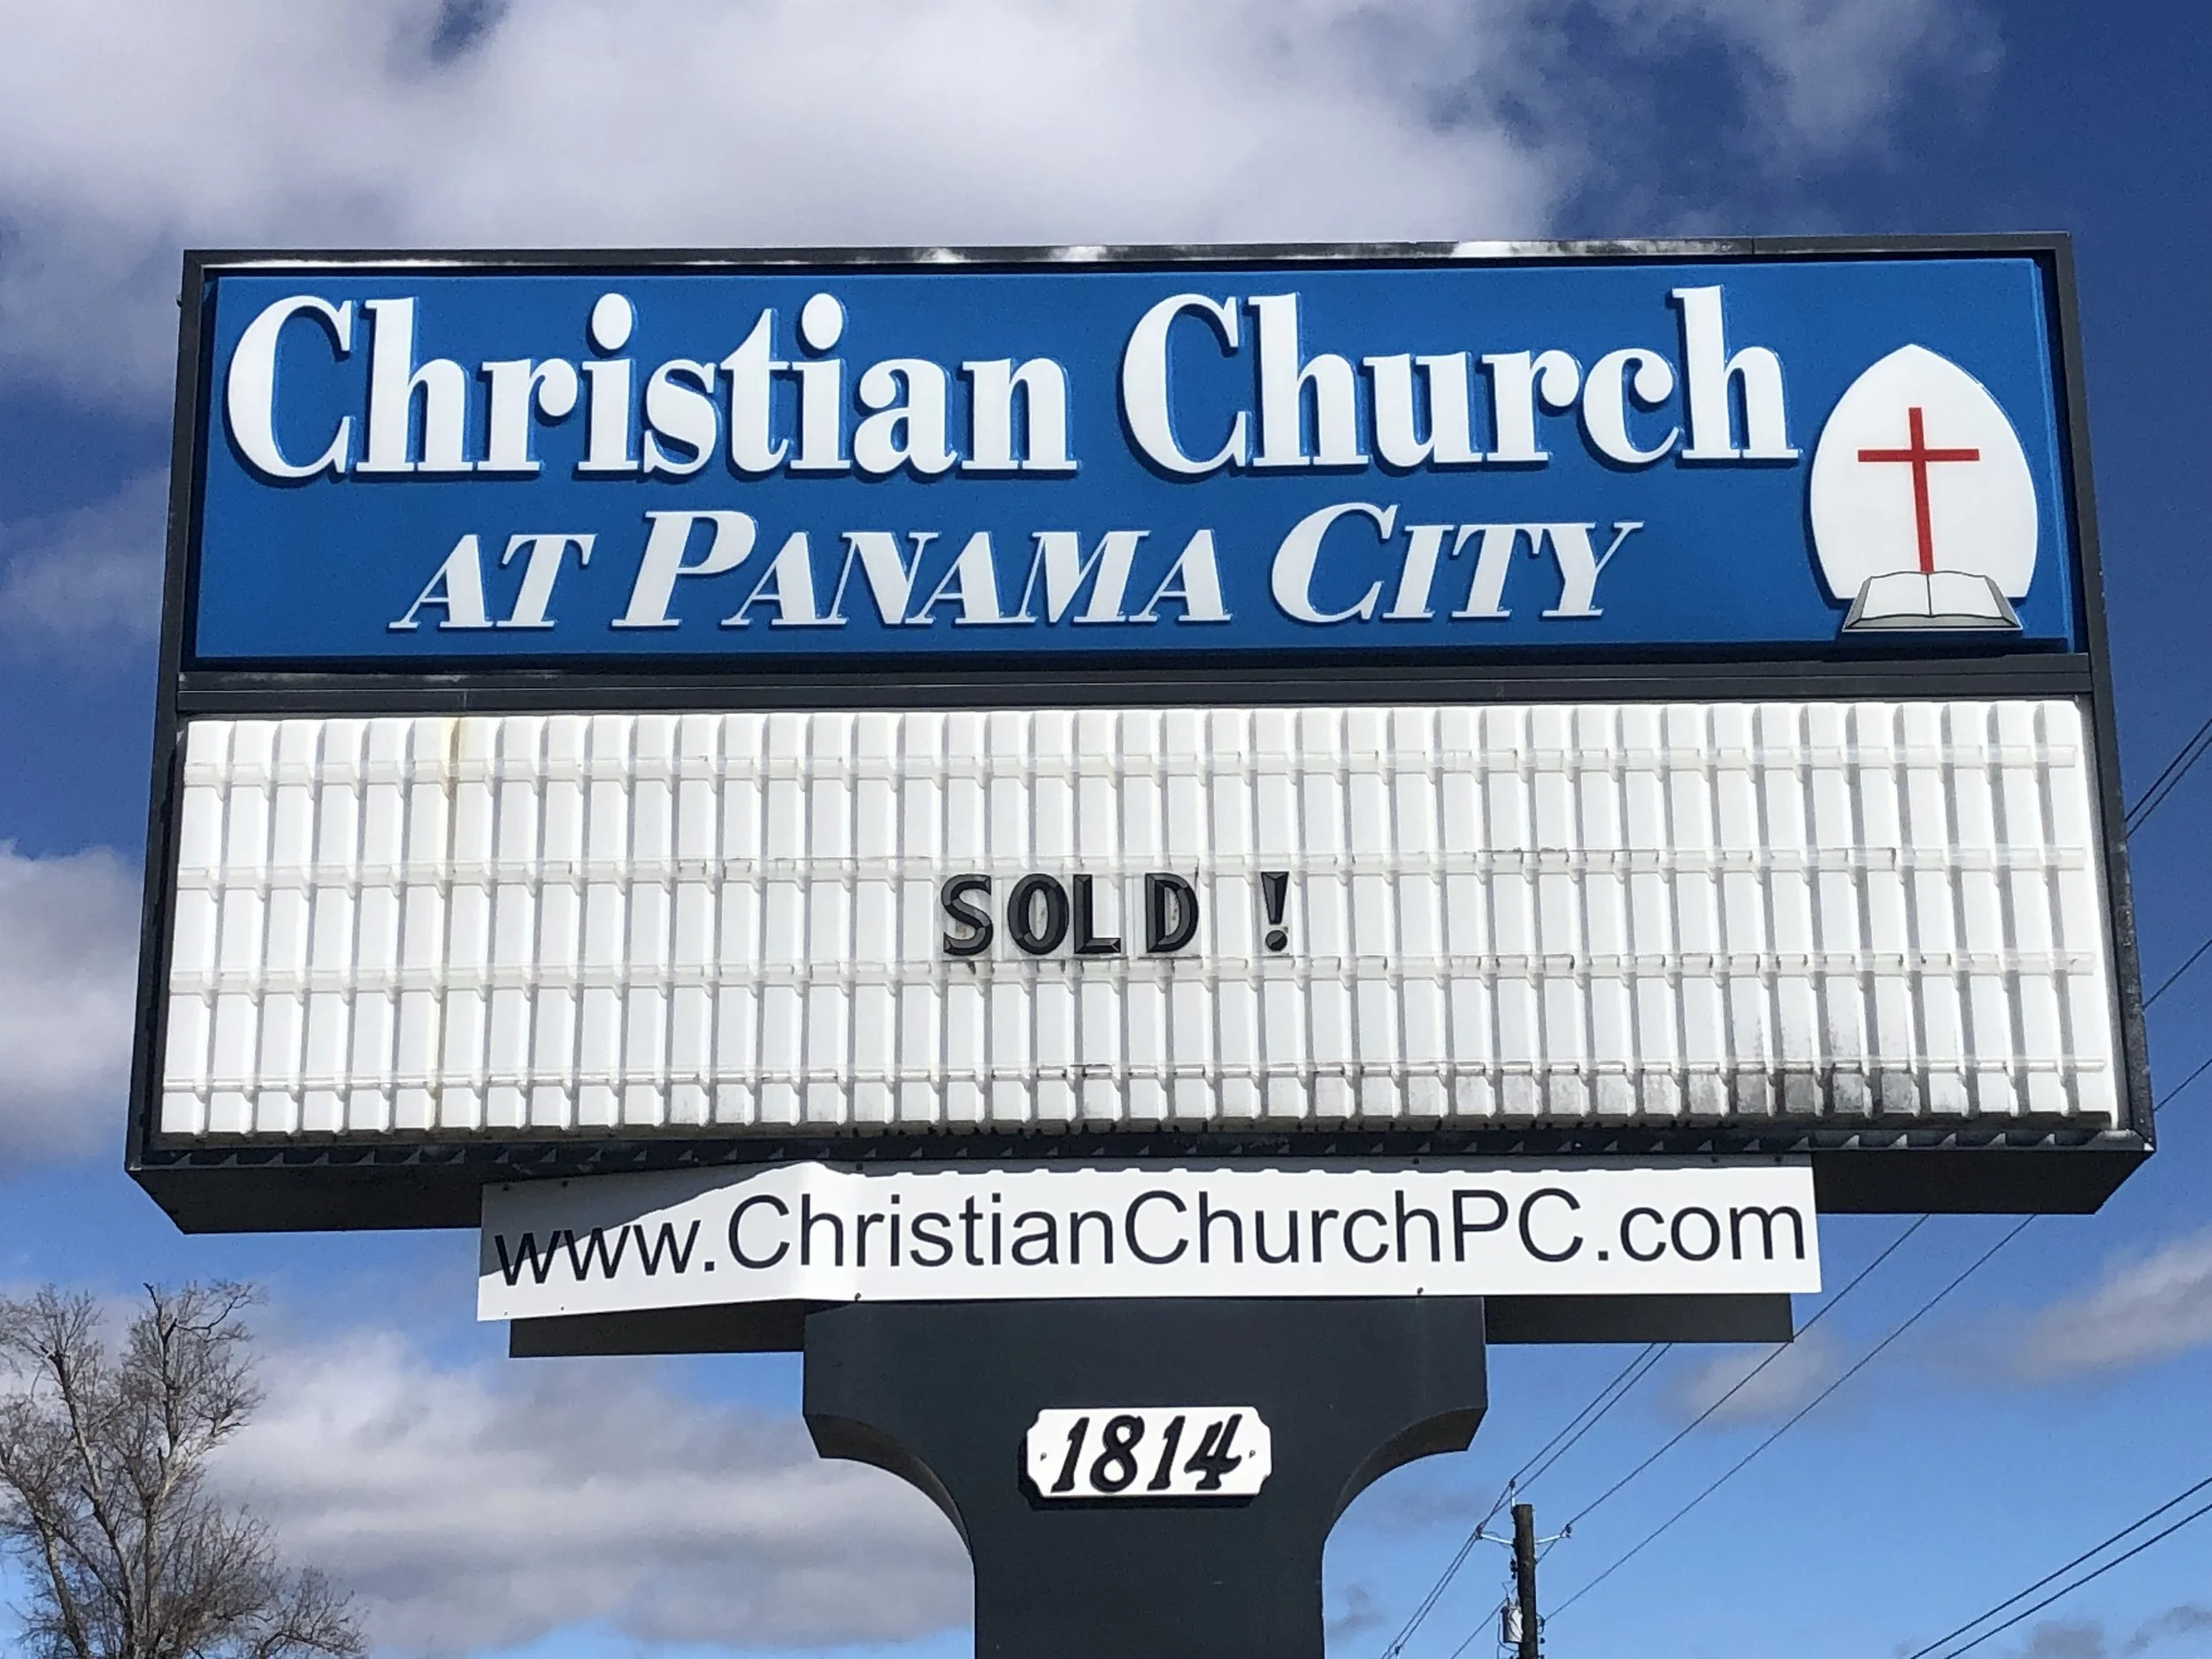 Christian Church
AT PANAMA CITY
SOLD !
www.ChristianChurchPC.com
1814